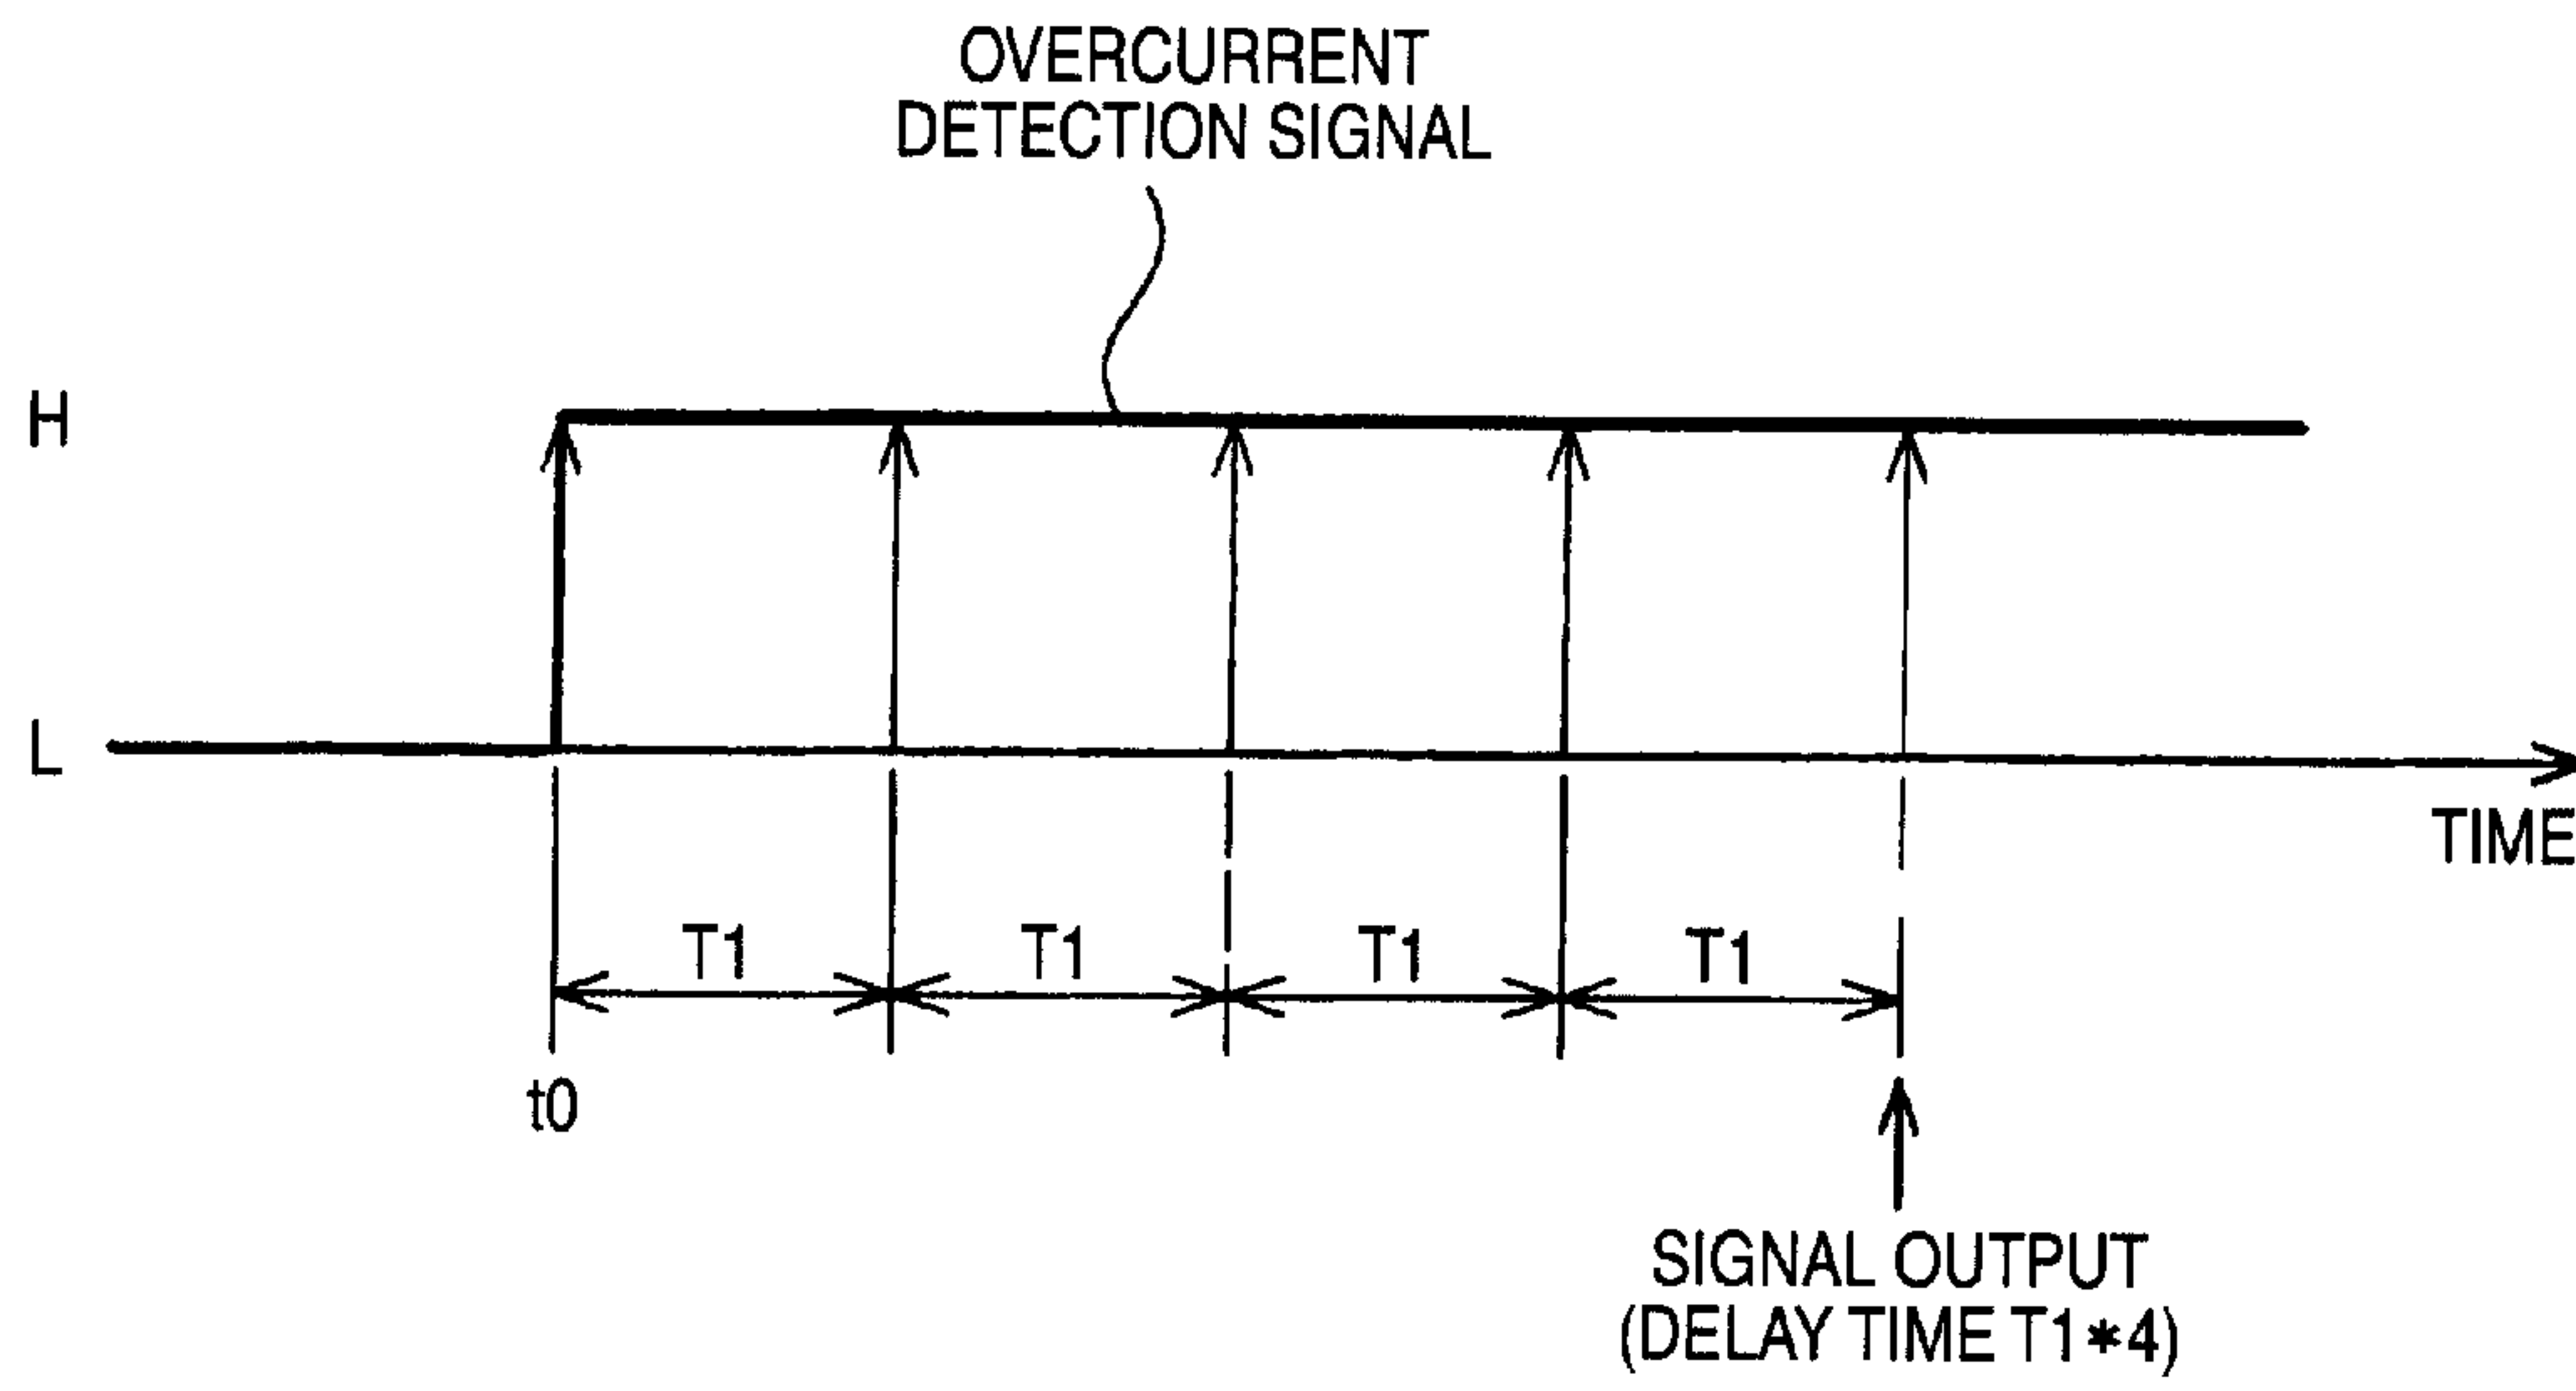 OVERCURRENT
DETECTION SIGNAL
H
L
TIME
T1
T1
T1
T1
t0
SIGNAL OUTPUT
(DELAY TIME T1*4)